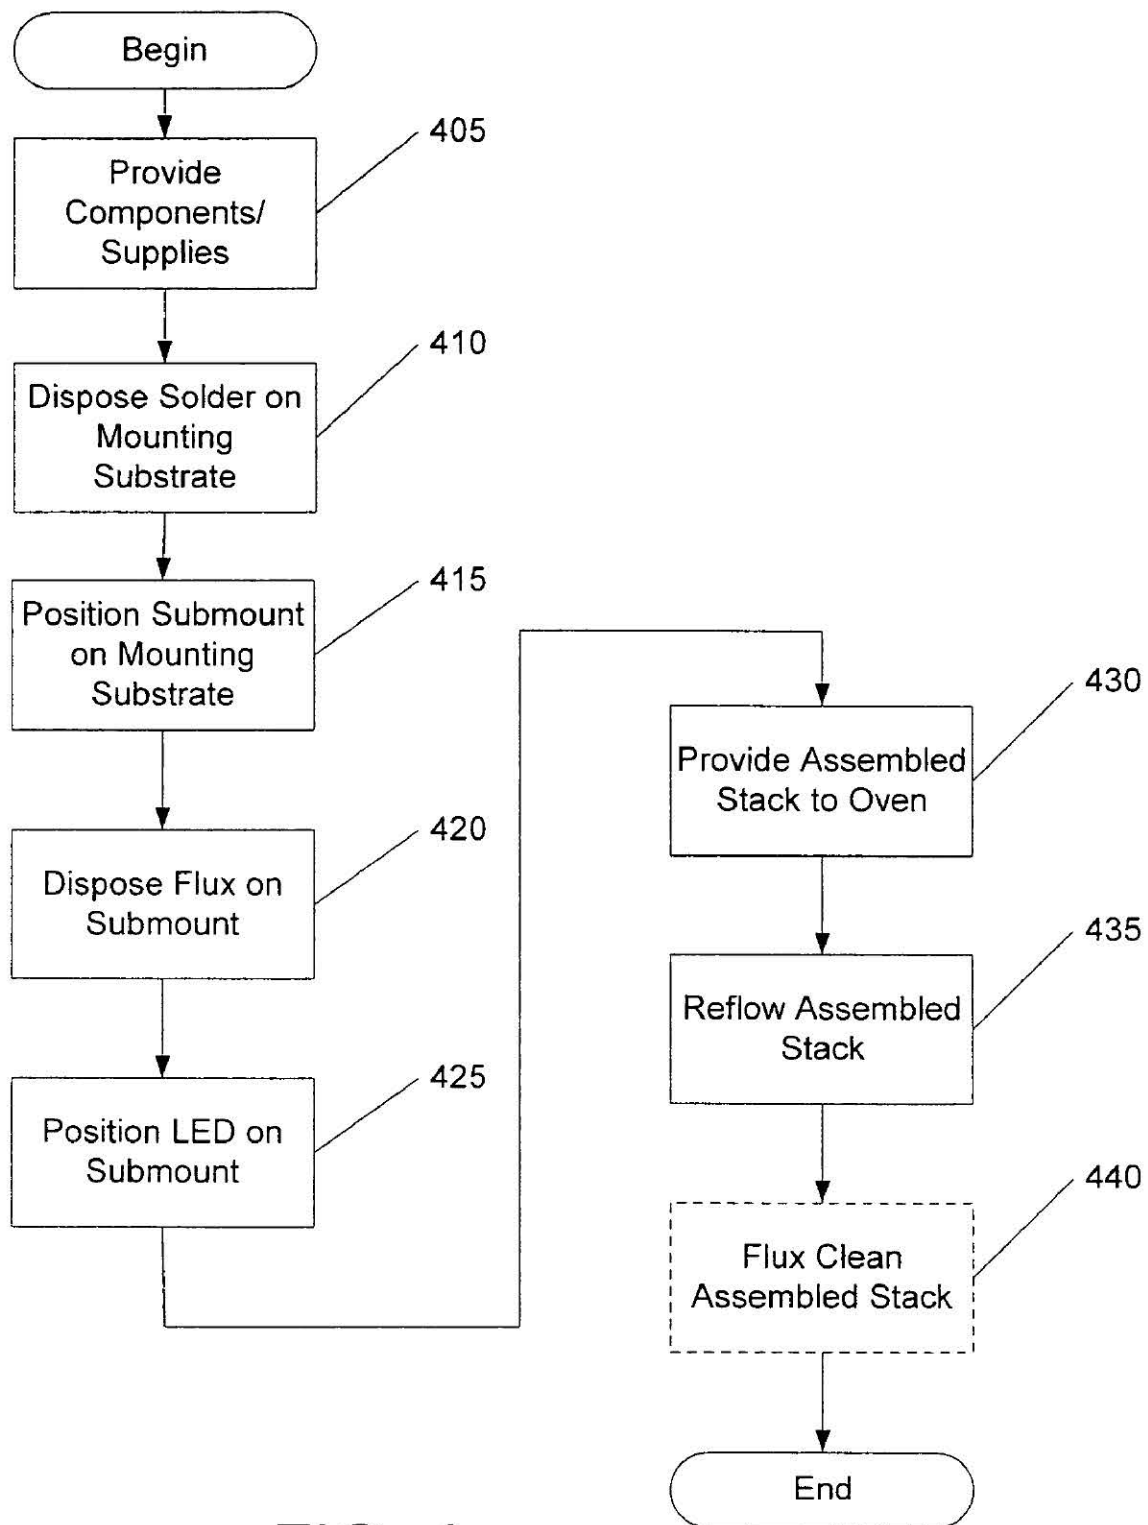 Begin
405
Provide
Components/
Supplies
410
Dispose Solder on
Mounting
Substrate
415
Position Submount
on Mounting
Substrate
420
Dispose Flux on
Submount
425
Position LED on
Submount
430
Provide Assembled
Stack to Oven
435
Reflow Assembled
Stack
440
Flux Clean
Assembled Stack
End